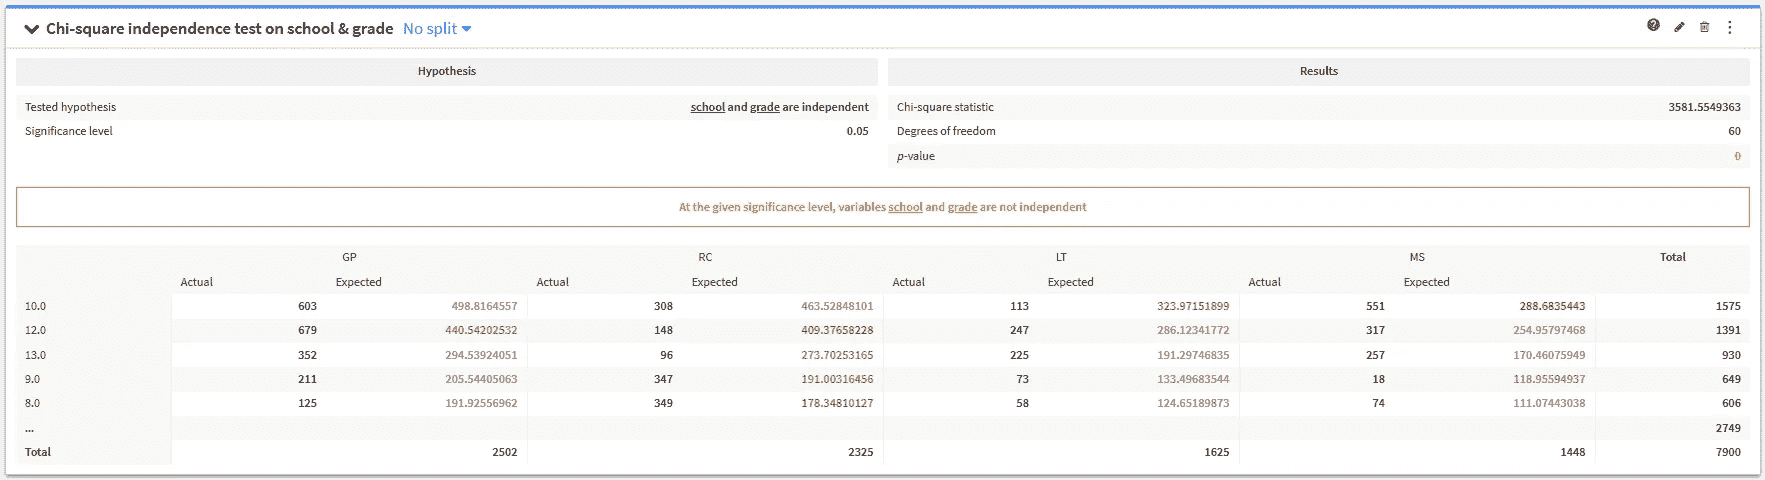 Chi-square independence test on school & grade No split
Hypothesis Results
Tested hypothesis school and grade are independent Chi-square statistic 3581.5549363
Significance level 0.05 Degrees of freedom 60
p-value 0
At the given significance level, variables school and grade are not independent
GP RC LT MS Total
Actual Expected Actual Expected Actual Expected Actual Expected
10.0 603 498.8164557 308 463.52848101 113 323.97151899 551 288.6835443 1575
12.0 679 440.54202532 148 409.37658228 247 286.12341772 317 254.95797468 1391
13.0 352 294.53924051 96 273.70253165 225 191.29746835 257 170.46075949 930
9.0 211 205.54405063 347 191.00316456 73 133.49683544 18 118.95594937 649
8.0 125 191.92556962 349 178.34810127 58 124.65189873 74 111.07443038 606
... 2749
Total 2502 2325 1625 1448 7900